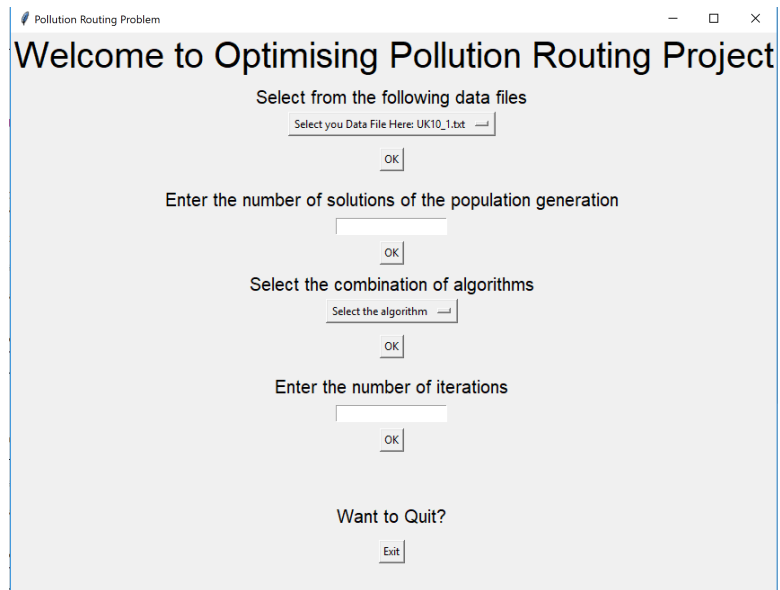 Pollution Routing Problem
Welcome to Optimising Pollution Routing Project
Select from the following data files
Select you Data File Here: UK10_1.txt
OK
Enter the number of solutions of the population generation
OK
Select the combination of algorithms
Select the algorithm
OK
Enter the number of iterations
OK
Want to Quit?
Exit